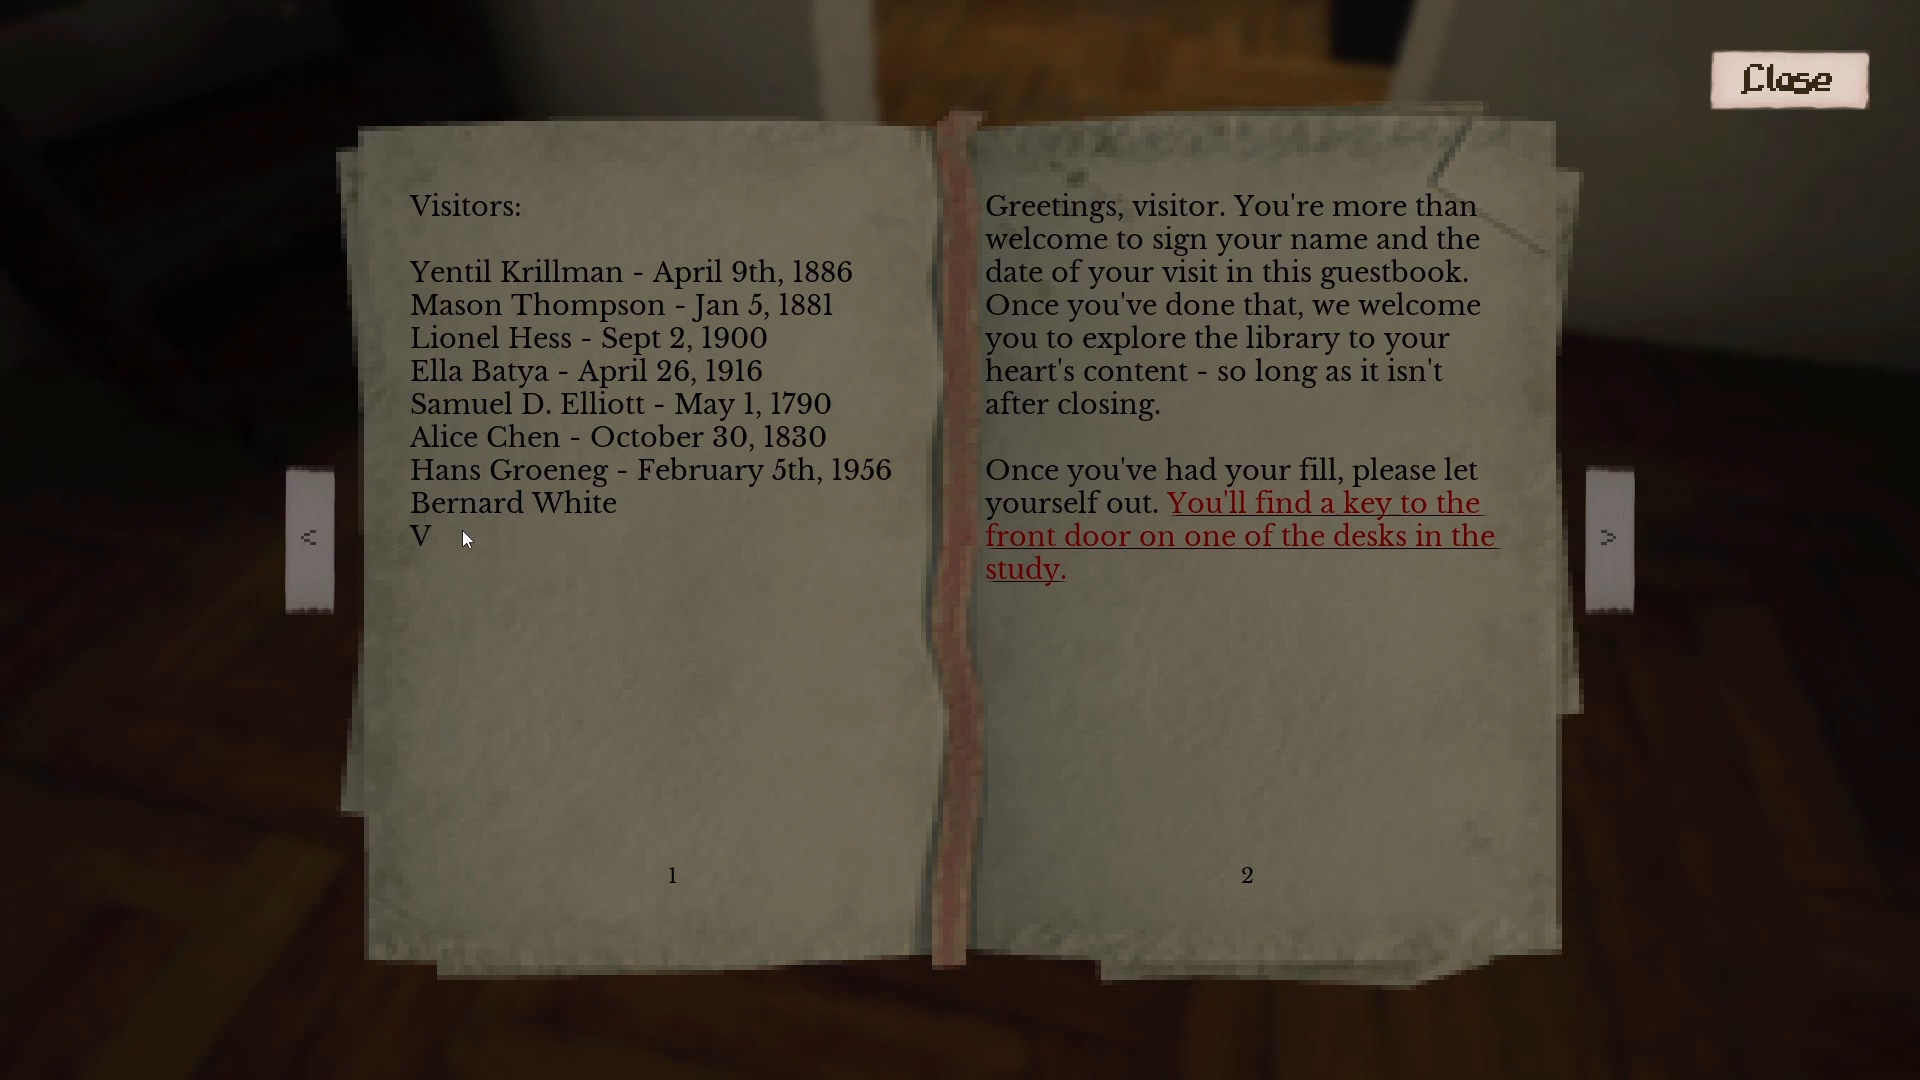 Close
Visitors:
Yentil Krillman - April 9th, 1886
Mason Thompson - Jan 5, 1881
Lionel Hess - Sept 2, 1900
Ella Batya - April 26, 1916
Samuel D. Elliott - May 1, 1790
Alice Chen - October 30, 1830
Hans Groeneg - February 5th, 1956
Bernard White
V
1
Greetings, visitor. You're more than
welcome to sign your name and the
date of your visit in this guestbook.
Once you've done that, we welcome
you to explore the library to your
heart's content - so long as it isn't
after closing.
Once you've had your fill, please let
yourself out. You'll find a key to the
front door on one of the desks in the
study.
2
<
>